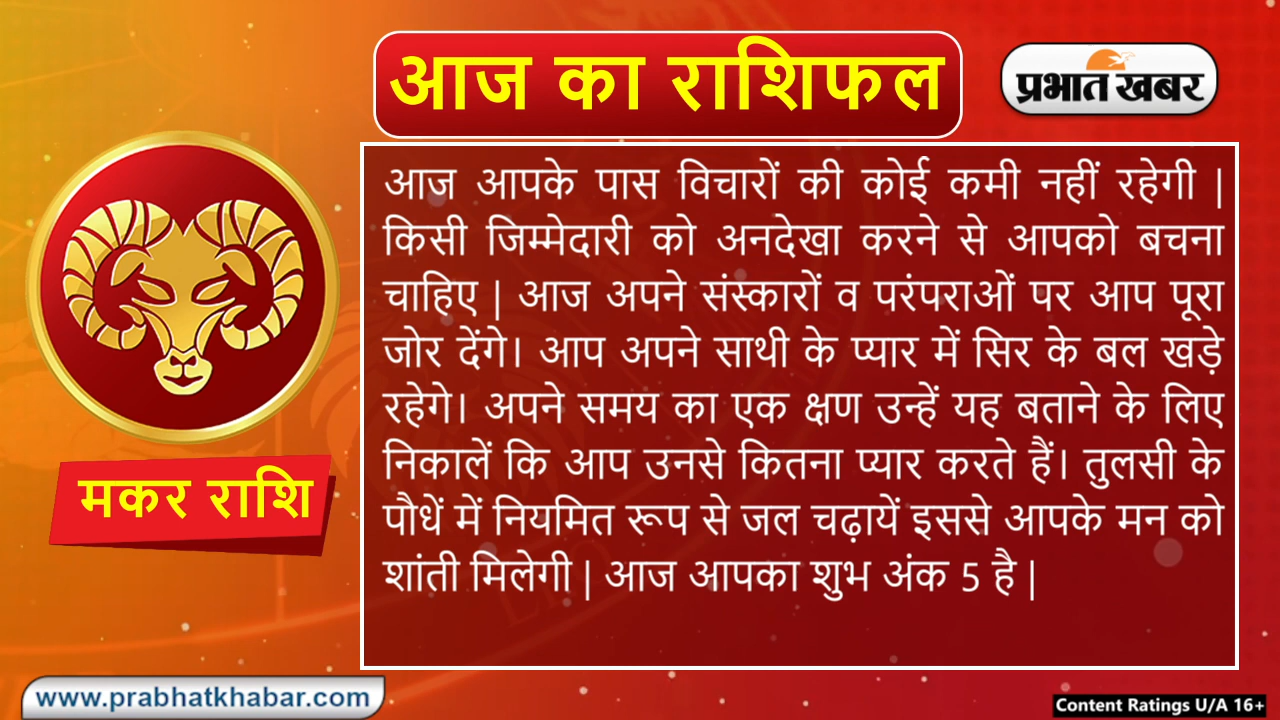 आज का राशिफल
प्रभात खबर
आज आपके पास विचारों की कोई कमी नहीं रहेगी |
किसी जिम्मेदारी को अनदेखा करने से आपको बचना
चाहिए | आज अपने संस्कारों व परंपराओं पर आप पूरा
जोर देंगे। आप अपने साथी के प्यार में सिर के बल खड़े
रहेगे। अपने समय का एक क्षण उन्हें यह बताने के लिए
निकालें कि आप उनसे कितना प्यार करते हैं। तुलसी के
पौधें में नियमित रूप से जल चढ़ायें इससे आपके मन को
शांती मिलेगी | आज आपका शुभ अंक 5 है |
मकर राशि
www.prabhatkhabar.com
Content Ratings U/A 16+